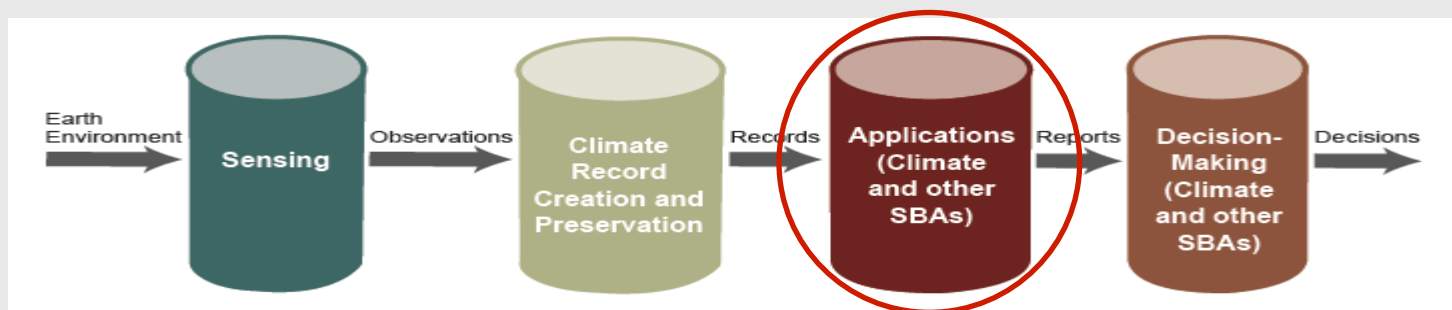 Earth
Environment
Sensing
Observations
Climate
Record
Creation and
Preservation
Records
Applications
(Climate
and other
SBAs)
Reports
Decision-
Making
(Climate
and other
SBAs)
Decisions